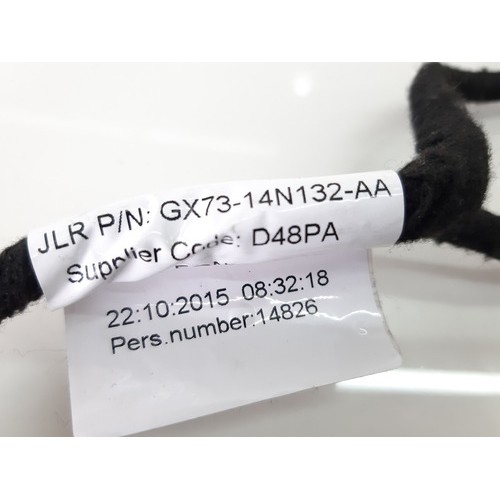 JLR P/N: GX73-14N132-AA
Supplier Code: D48PA
22:10:2015 08:32:18
Pers.number:14826